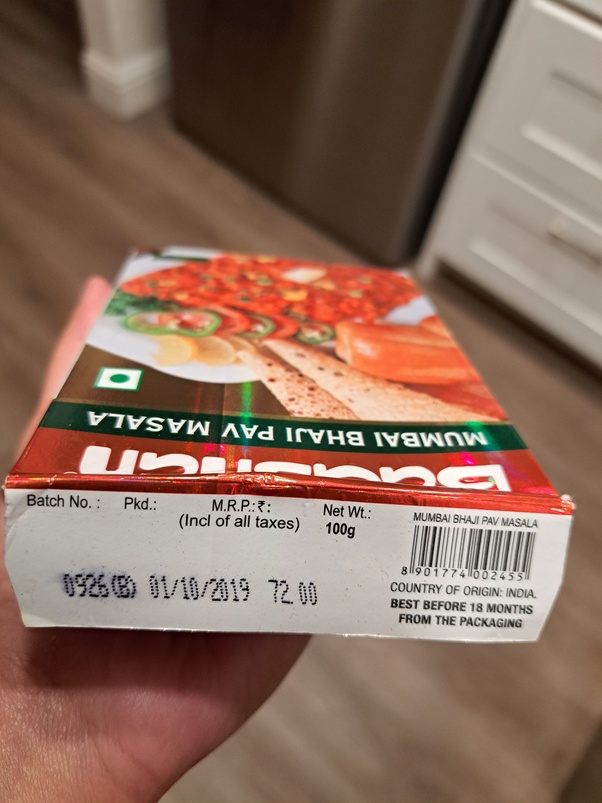 MUMBAI BHAJI PAV MASALA
Badshah
Batch No. : Pkd.: M.R.P.:₹: Net Wt.:
(Incl of all taxes) 100g
0926(B) 01/10/2019 72.00
MUMBAI BHAJI PAV MASALA
8 901774 002455
COUNTRY OF ORIGIN: INDIA.
BEST BEFORE 18 MONTHS
FROM THE PACKAGING